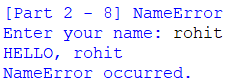 [Part 2 - 8] NameError
Enter your name: rohit
HELLO, rohit
NameError occurred.